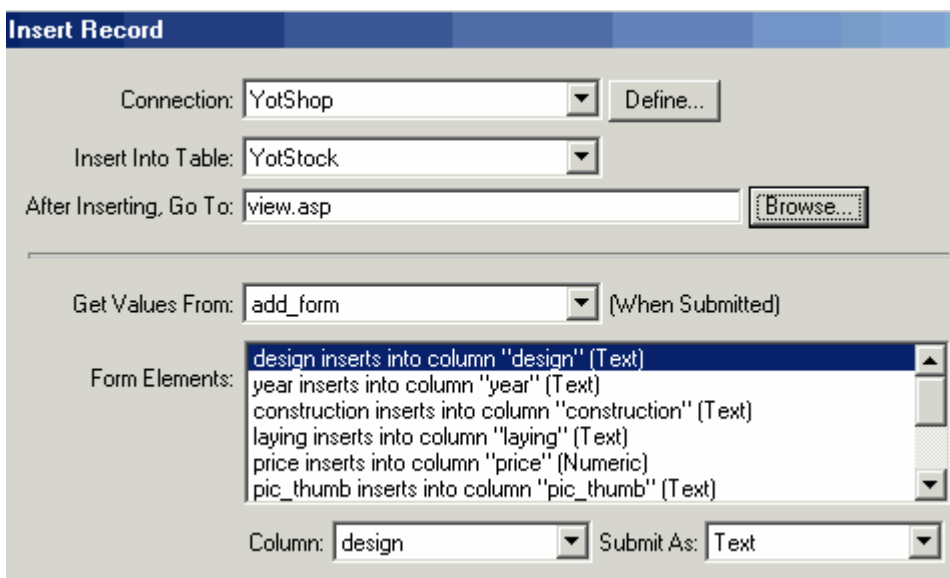 Insert Record
Connection: YotShop Define...
Insert Into Table: YotStock
After Inserting, Go To: view.asp Browse...
Get Values From: add_form (When Submitted)
Form Elements: design inserts into column "design" (Text)
year inserts into column "year" (Text)
construction inserts into column "construction" (Text)
laying inserts into column "laying" (Text)
price inserts into column "price" (Numeric)
pic_thumb inserts into column "pic_thumb" (Text)
Column: design Submit As: Text